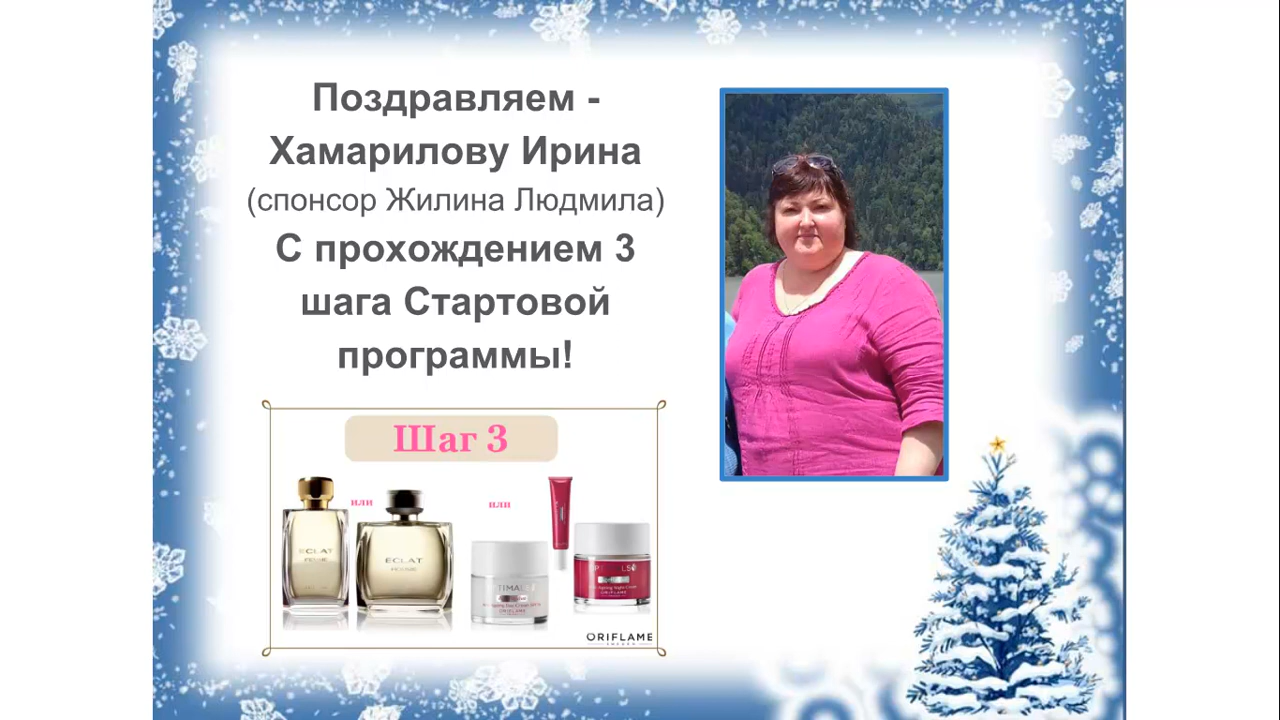 Поздравляем -
Хамарилову Ирина
(спонсор Жилина Людмила)
С прохождением 3
шага Стартовой
программы!
Шаг 3
или
или
ECLAT
ECLAT
ORIFLAME